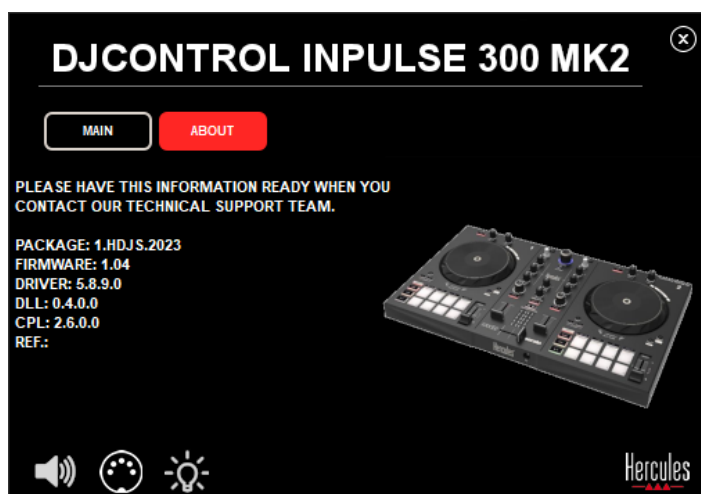 DJCONTROL INPULSE 300 MK2
MAIN
ABOUT
PLEASE HAVE THIS INFORMATION READY WHEN YOU
CONTACT OUR TECHNICAL SUPPORT TEAM.
PACKAGE: 1.HDJS.2023
FIRMWARE: 1.04
DRIVER: 5.8.9.0
DLL: 0.4.0.0
CPL: 2.6.0.0
REF.:
Hercules